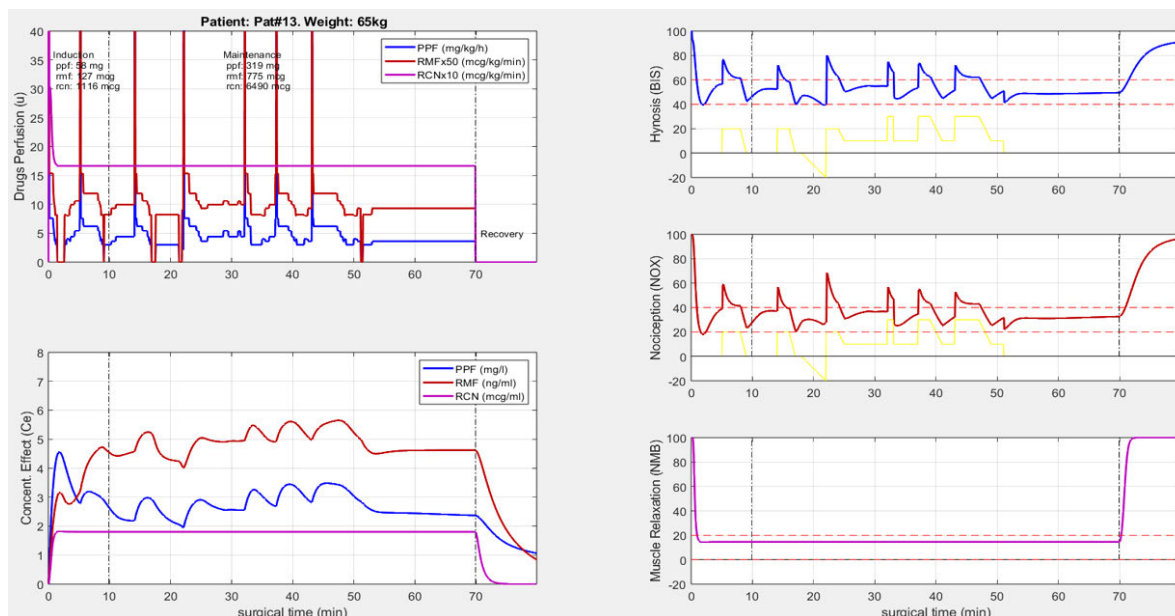 Patient: Pat#13. Weight: 65kg
Drugs Perfusion (u)
40
35
30
25
20
15
10
5
0
Induction
ppf: 58 mg
rmf: 127 mcg
rcn: 1116 mcg
Maintenance
ppf: 319 mg
rmf: 775 mcg
rcn: 6490 mcg
PPF (mg/kg/h)
RMFx50 (mcg/kg/min)
RCNx10 (mcg/kg/min)
Recovery
0 10 20 30 40 50 60 70
Concent. Effect (Ce)
8
7
6
5
4
3
2
1
0
PPF (mg/l)
RMF (ng/ml)
RCN (mcg/ml)
0 10 20 30 40 50 60 70
surgical time (min)
Hynosis (BIS)
100
80
60
40
20
0
-20
0 10 20 30 40 50 60 70
Nociception (NOX)
100
80
60
40
20
0
-20
0 10 20 30 40 50 60 70
Muscle Relaxation (NMB)
100
80
60
40
20
0
-20
0 10 20 30 40 50 60 70
surgical time (min)